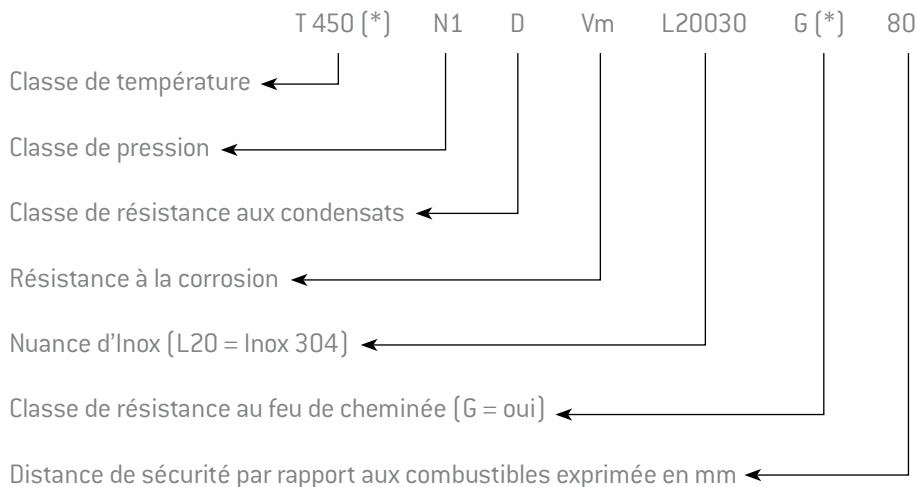 T 450 (*) N1 D Vm L20030 G (*) 80
Classe de température
Classe de pression
Classe de résistance aux condensats
Résistance à la corrosion
Nuance d'Inox (L20 = Inox 304)
Classe de résistance au feu de cheminée (G = oui)
Distance de sécurité par rapport aux combustibles exprimée en mm